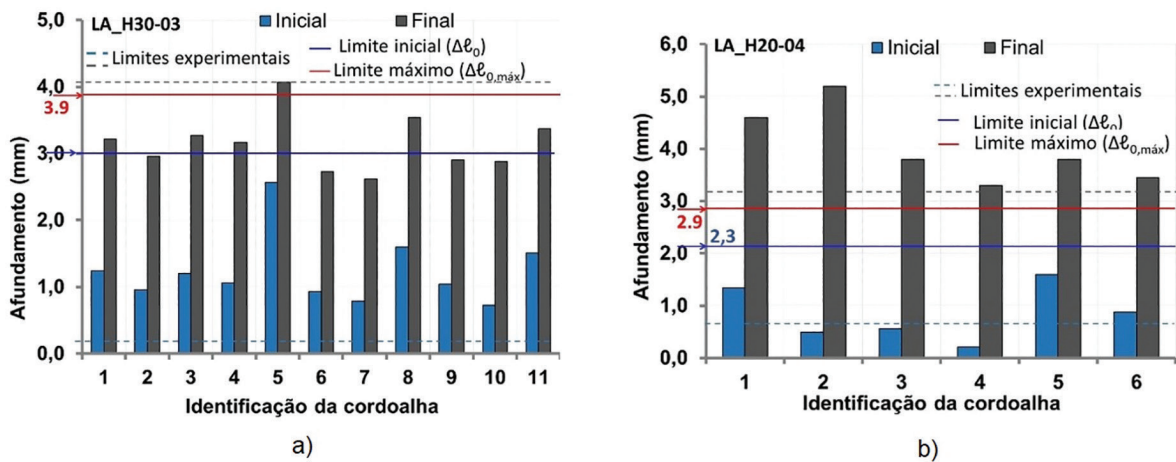 LA_H30-03
Inicial
Final
Limites experimentais
Limite inicial (Δℓ₀)
Limite máximo (Δℓ₀,máx)
Afundamento (mm)
5,0
4,0
3.9
3,0
2,0
1,0
0,0
1 2 3 4 5 6 7 8 9 10 11
Identificação da cordoalha
a)
Inicial
Final
LA_H20-04
Limites experimentais
Limite inicial (Δℓ₀)
Limite máximo (Δℓ₀,máx)
Afundamento (mm)
6,0
5,0
4,0
3,0
2.9
2,3
2,0
1,0
0,0
1 2 3 4 5 6
Identificação da cordoalha
b)